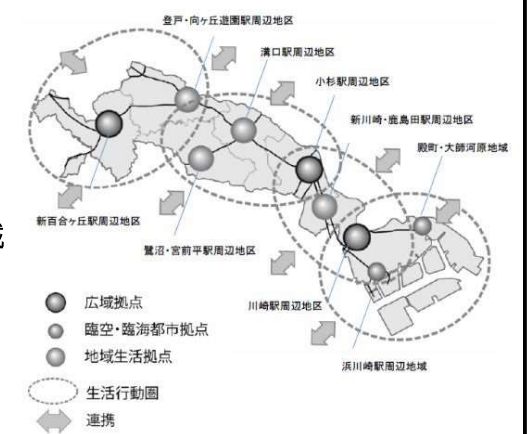 登戸・向ヶ丘遊園駅周辺地区
溝口駅周辺地区
小杉駅周辺地区
新川崎・鹿島田駅周辺地区
殿町・大師河原地域
新百合ヶ丘駅周辺地区
鷺沼・宮前平駅周辺地区
川崎駅周辺地区
浜川崎駅周辺地域
広域拠点
臨空・臨海都市拠点
地域生活拠点
生活行動圏
連携